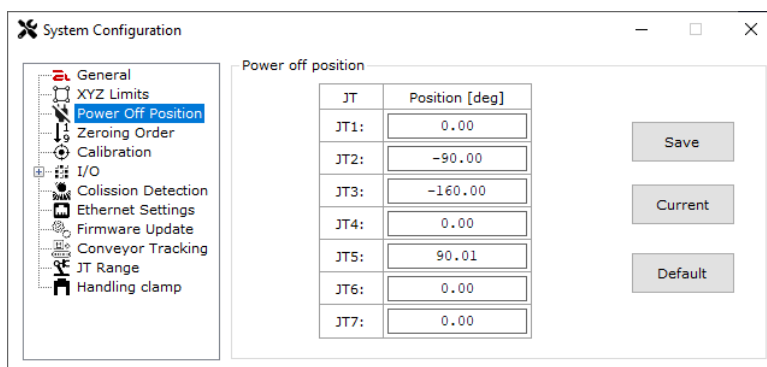 System Configuration
General
XYZ Limits
Power Off Position
Zeroing Order
Calibration
I/O
Colission Detection
Ethernet Settings
Firmware Update
Conveyor Tracking
JT Range
Handling clamp
Power off position
JT Position [deg]
JT1: 0.00
JT2: -90.00
JT3: -160.00
JT4: 0.00
JT5: 90.01
JT6: 0.00
JT7: 0.00
Save
Current
Default